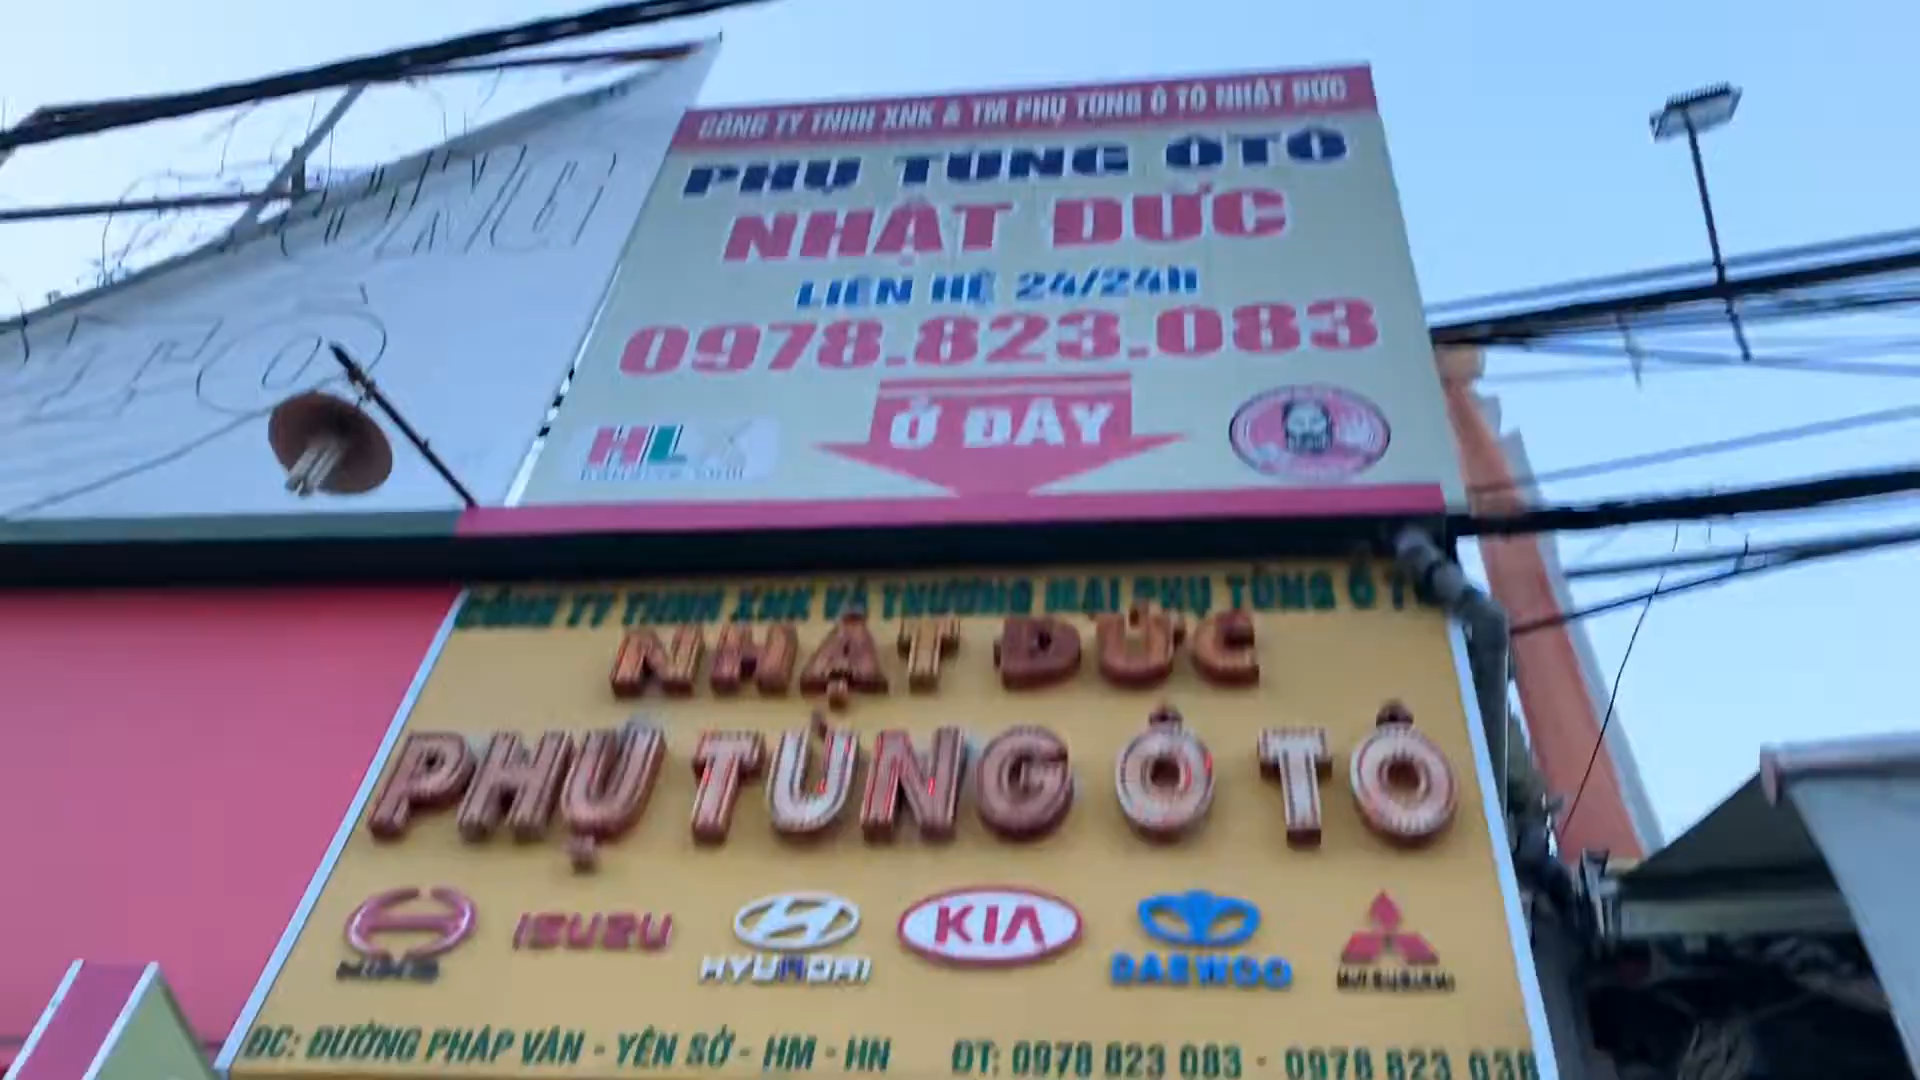 CÔNG TY TNHH XNK & TM PHỤ TÙNG Ô TÔ NHẬT ĐỨC
PHỤ TÙNG ÔTÔ
NHẬT ĐỨC
LIÊN HỆ 24/24H
0978.823.083
Ở ĐÂY
HLX
CÔNG TY TNHH XNK VÀ THƯƠNG MẠI PHỤ TÙNG Ô TÔ
NHẬT ĐỨC
PHỤ TÙNG Ô TÔ
HINO
ISUZU
HYUNDAI
KIA
DAEWOO
MITSUBISHI
ĐC: ĐƯỜNG PHÁP VÂN - YÊN SỞ - HM - HN ĐT: 0978 823 083 - 0978 823 038